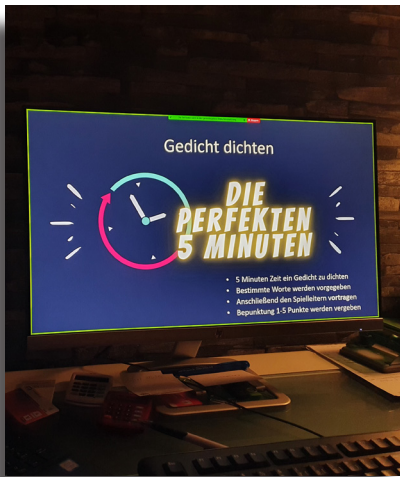 Gedicht dichten
DIE
PERFEKTEN
5 MINUTEN
• 5 Minuten Zeit ein Gedicht zu dichten
• Bestimmte Worte werden vorgegeben
• Anschließend den Spielleitern vortragen
• Bepunktung 1-5 Punkte werden vergeben